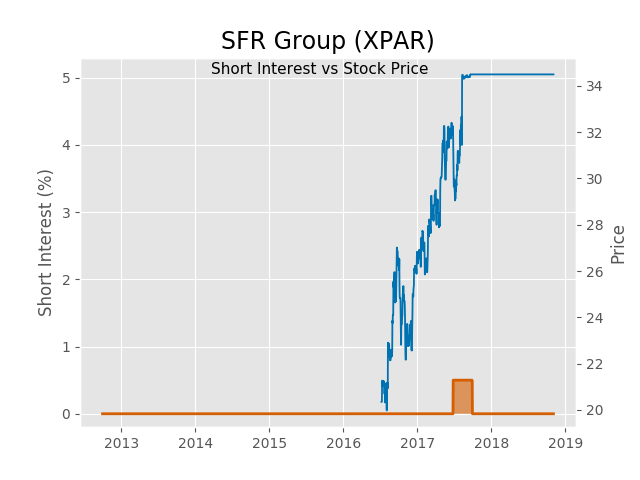 SFR Group (XPAR)
Short Interest vs Stock Price
Short Interest (%)
5
4
3
2
1
0
34
32
30
28
26
24
22
20
Price
2013 2014 2015 2016 2017 2018 2019